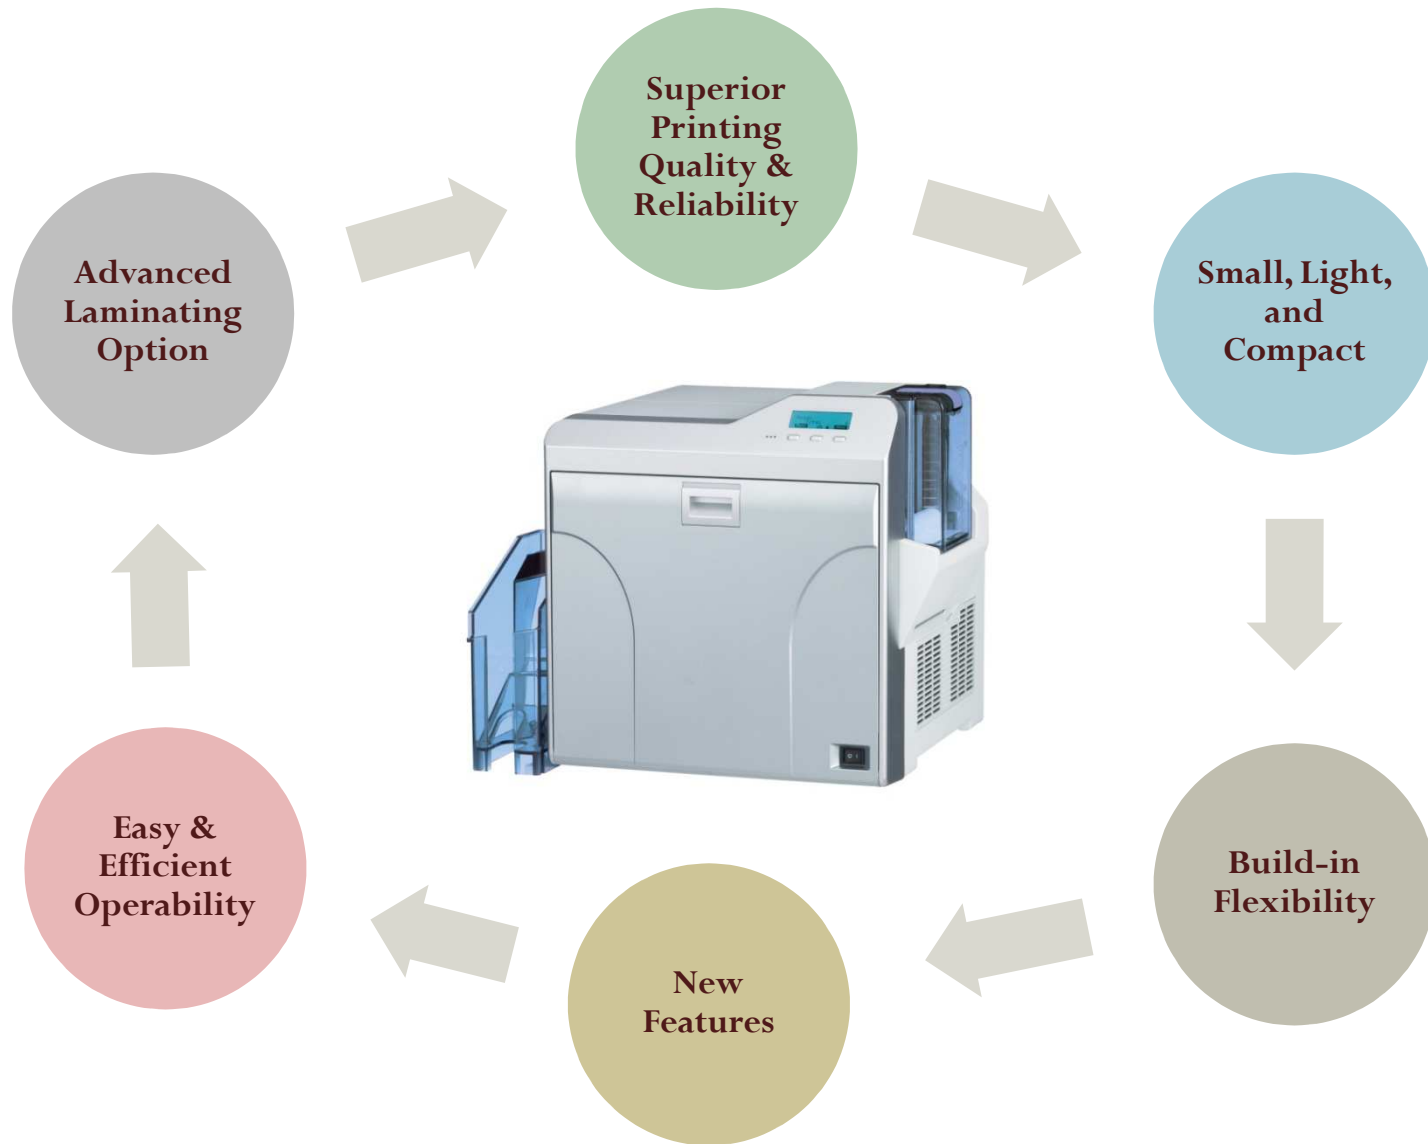 Superior
Printing
Quality &
Reliability
Small, Light,
and
Compact
Build-in
Flexibility
New
Features
Easy &
Efficient
Operability
Advanced
Laminating
Option